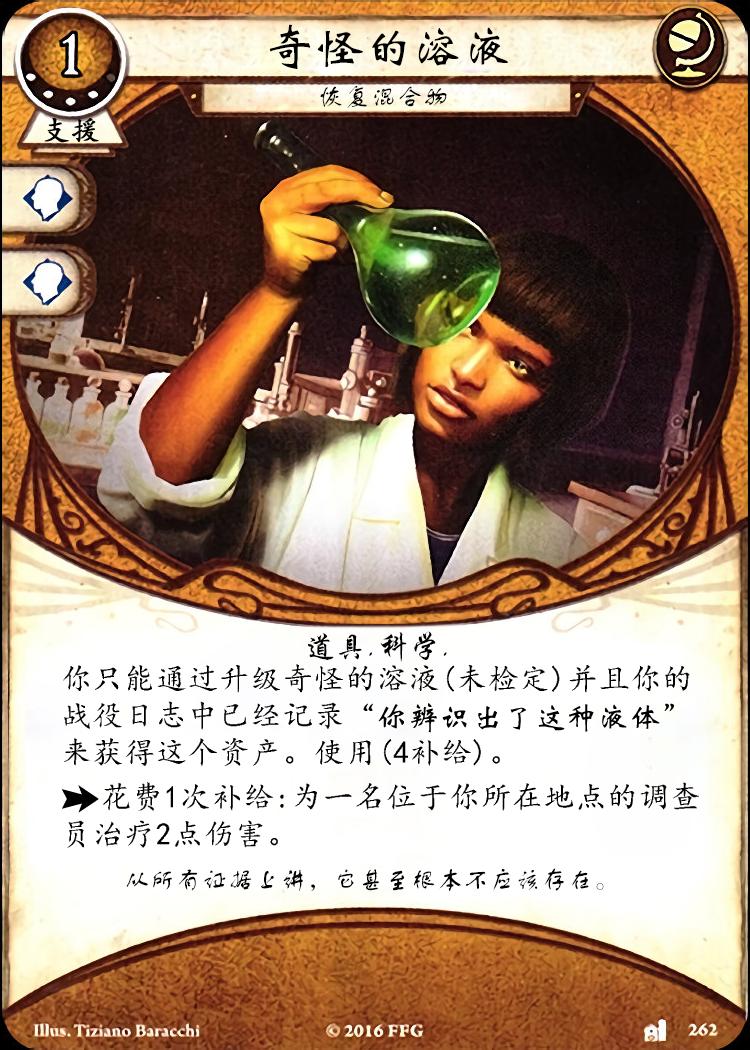 1
奇怪的溶液
恢复混合物
支援
道具.科学.
你只能通过升级奇怪的溶液(未检定)并且你的
战役日志中已经记录“你辨识出了这种液体”
来获得这个资产。使用(4补给)。
花费1次补给:为一名位于你所在地点的调查
员治疗2点伤害。
从所有证据上讲，它甚至根本不应该存在。
Illus. Tiziano Baracchi
© 2016 FFG
262